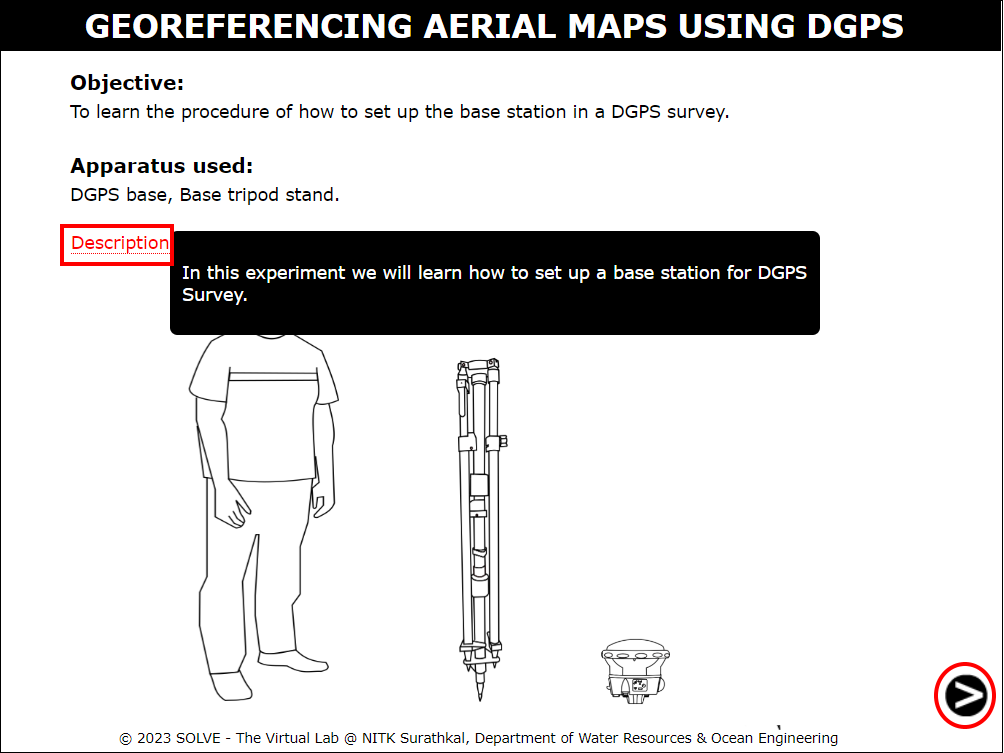 GEOREFERENCING AERIAL MAPS USING DGPS
Objective:
To learn the procedure of how to set up the base station in a DGPS survey.
Apparatus used:
DGPS base, Base tripod stand.
Description
In this experiment we will learn how to set up a base station for DGPS
Survey.
© 2023 SOLVE - The Virtual Lab @ NITK Surathkal, Department of Water Resources & Ocean Engineering